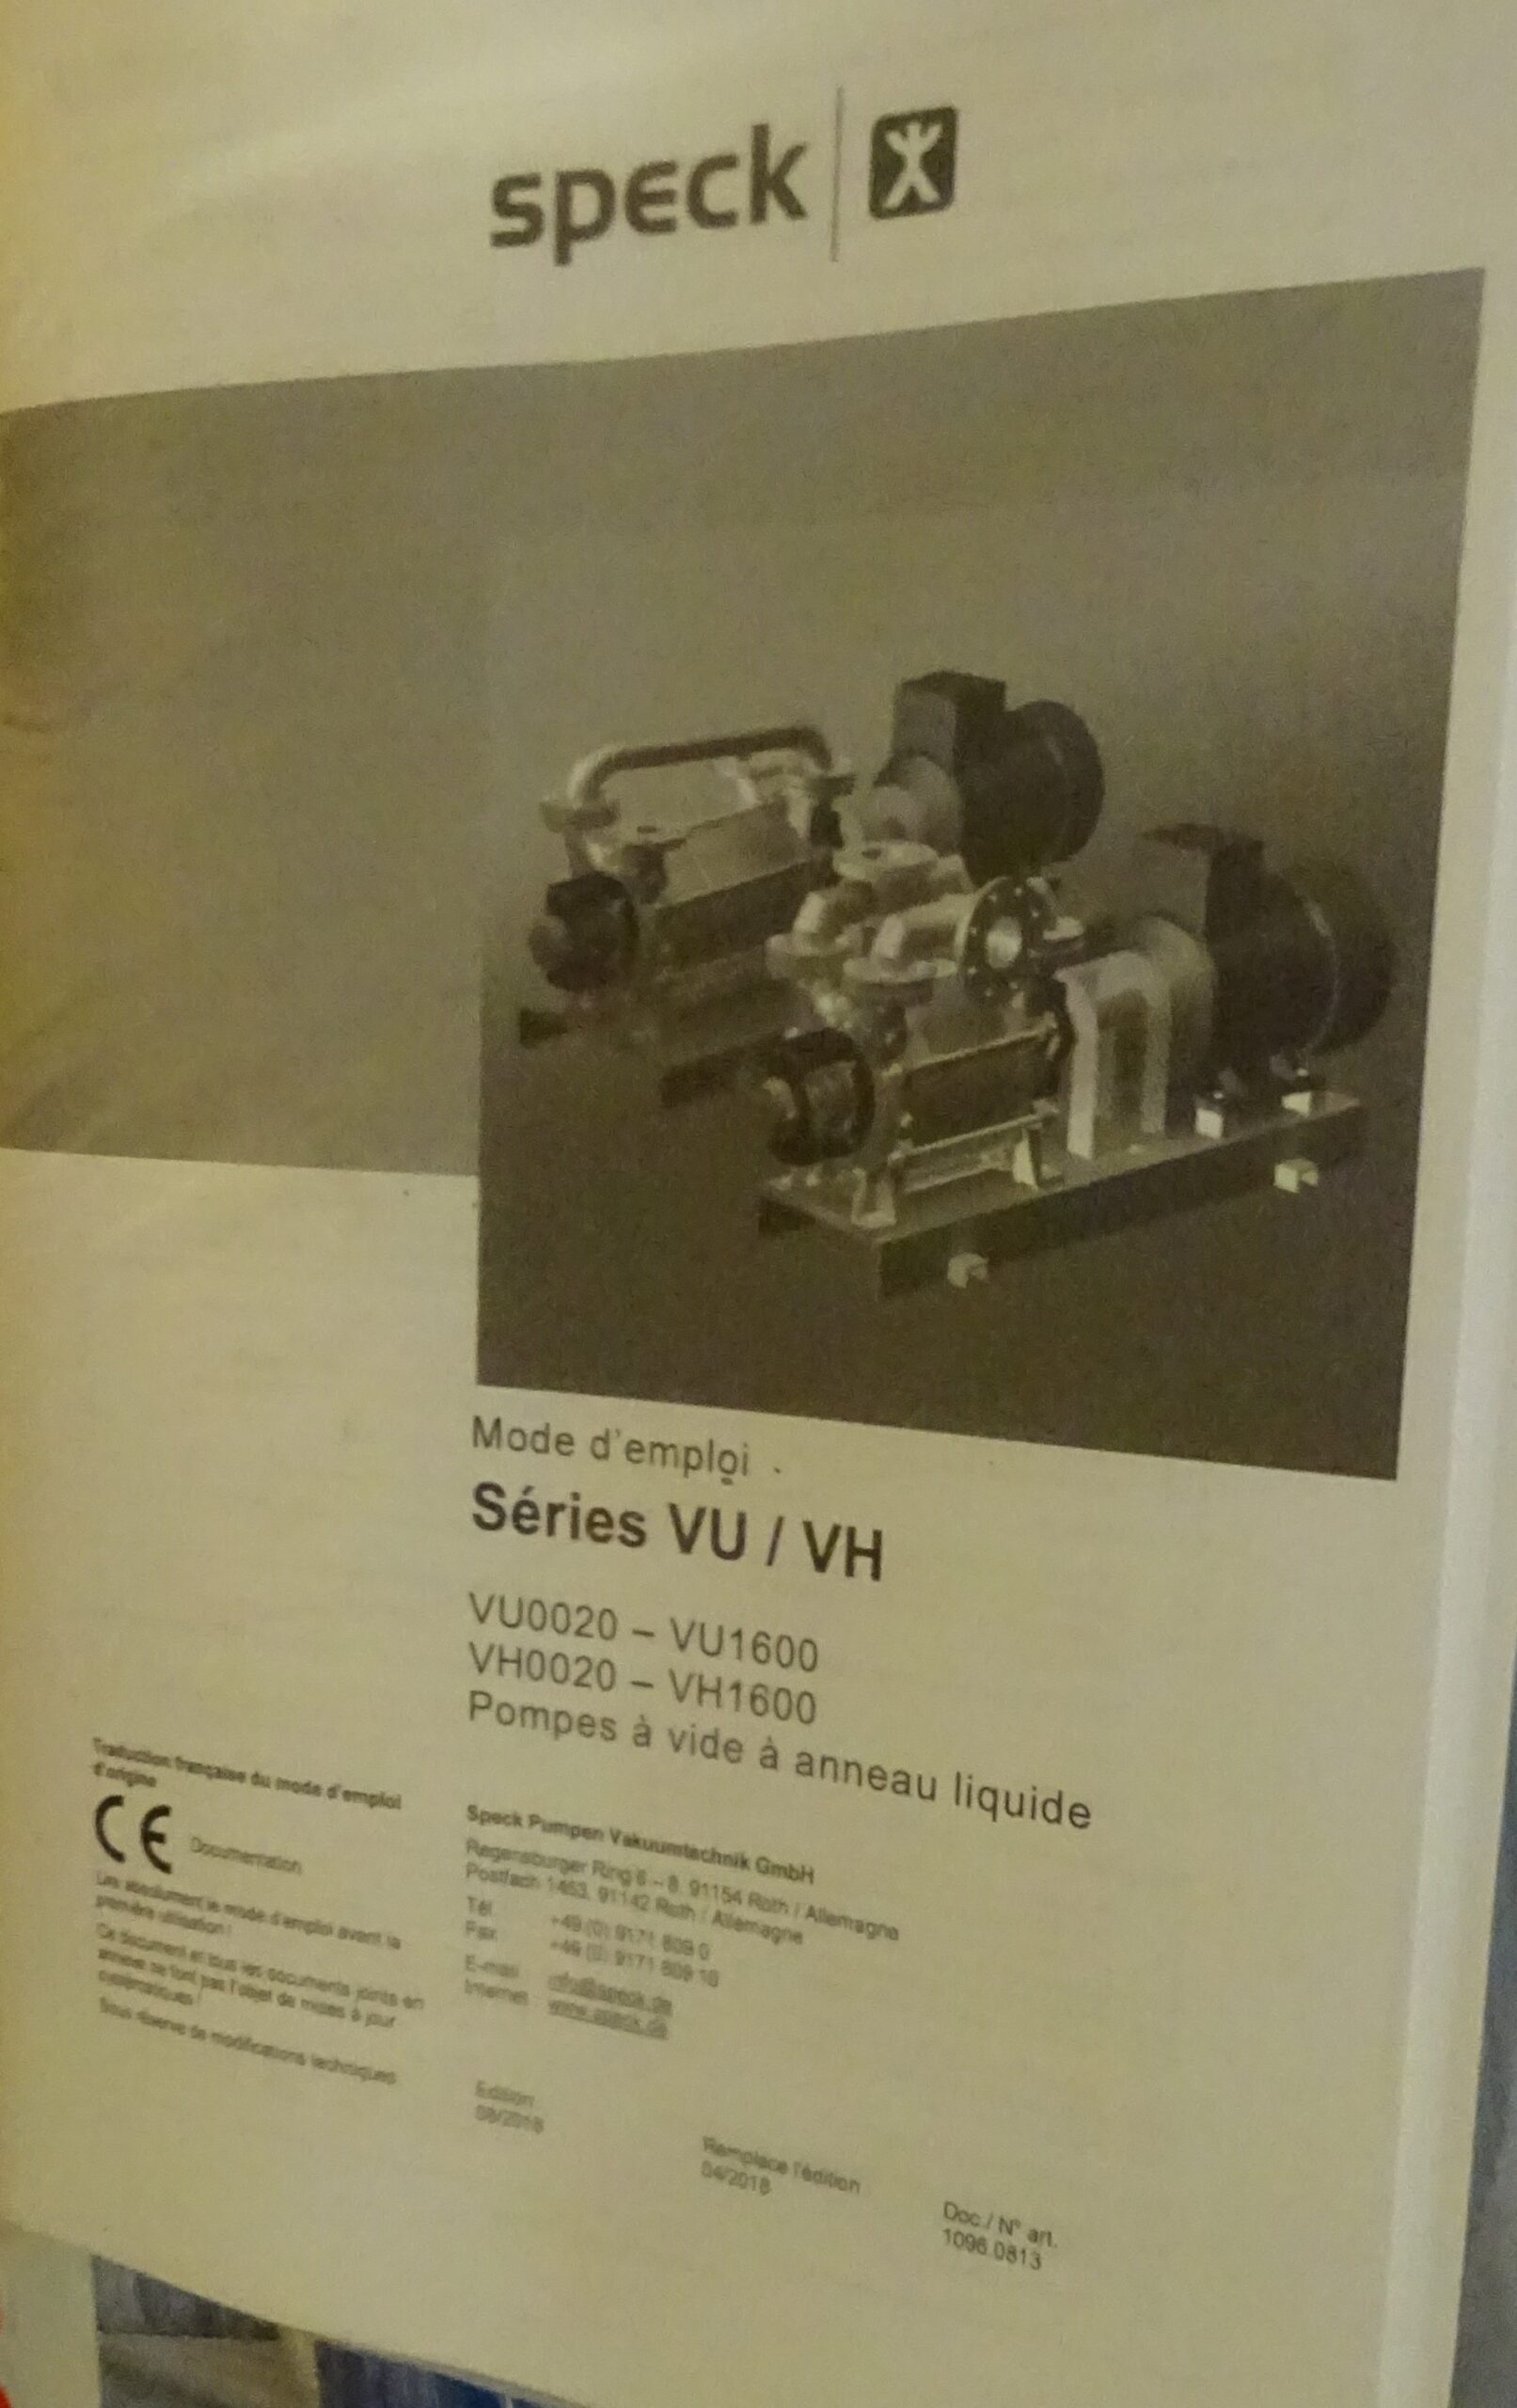 speck
Mode d'emploi
Séries VU / VH
VU0020 – VU1600
VH0020 – VH1600
Pompes à vide à anneau liquide
Traduction française du mode d'emploi
d'origine
CE Documentation
Lire absolument le mode d'emploi avant la
première utilisation !
Ce document et tous les documents joints en
annexe ne font pas l'objet de mises à jour
systématiques !
Sous réserve de modifications techniques
Speck Pumpen Vakuumtechnik GmbH
Regensburger Ring 6 – 8, 91154 Roth / Allemagne
Postfach 1453, 91142 Roth / Allemagne
Tél. +49 (0) 9171 809 0
Fax +49 (0) 9171 809 10
E-mail info@speck.de
Internet www.speck.de
Edition
/2018
Remplace l'édition
04/2018
Doc./ N° art.
1096.0813